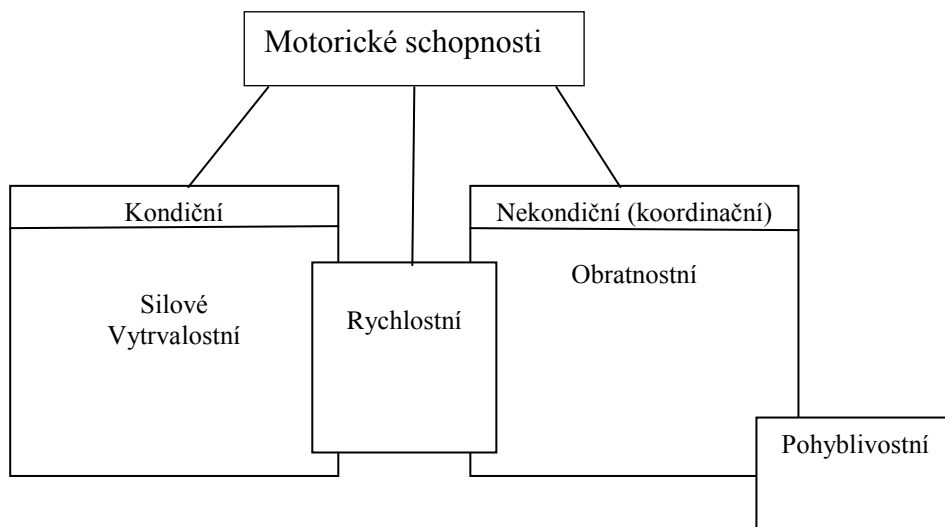 Motorické schopnosti
Kondiční
Nekondiční (koordinační)
Silové
Vytrvalostní
Rychlostní
Obratnostní
Pohyblivostní